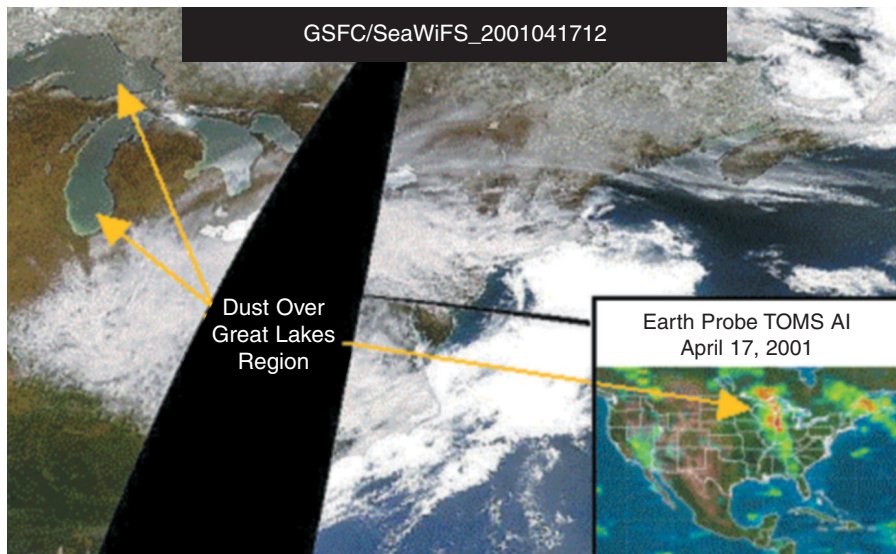 GSFC/SeaWiFS_2001041712
Dust Over
Great Lakes
Region
Earth Probe TOMS AI
April 17, 2001